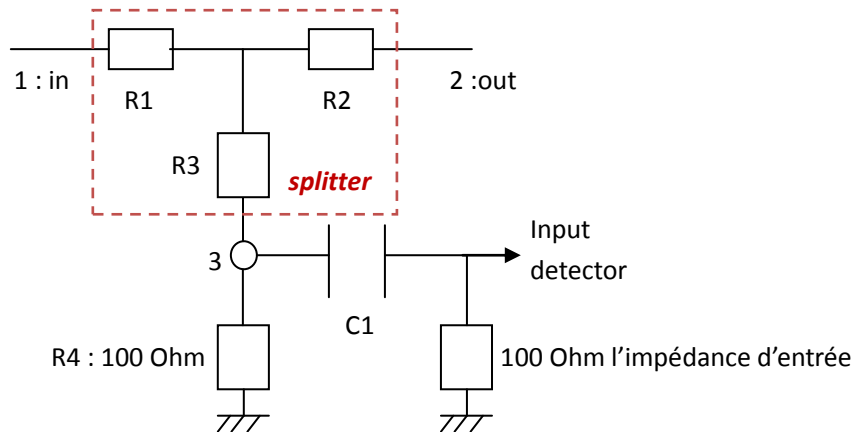 1 : in
R1
R2
2 :out
R3
splitter
3
Input
detector
C1
R4 : 100 Ohm
100 Ohm l’impédance d’entrée